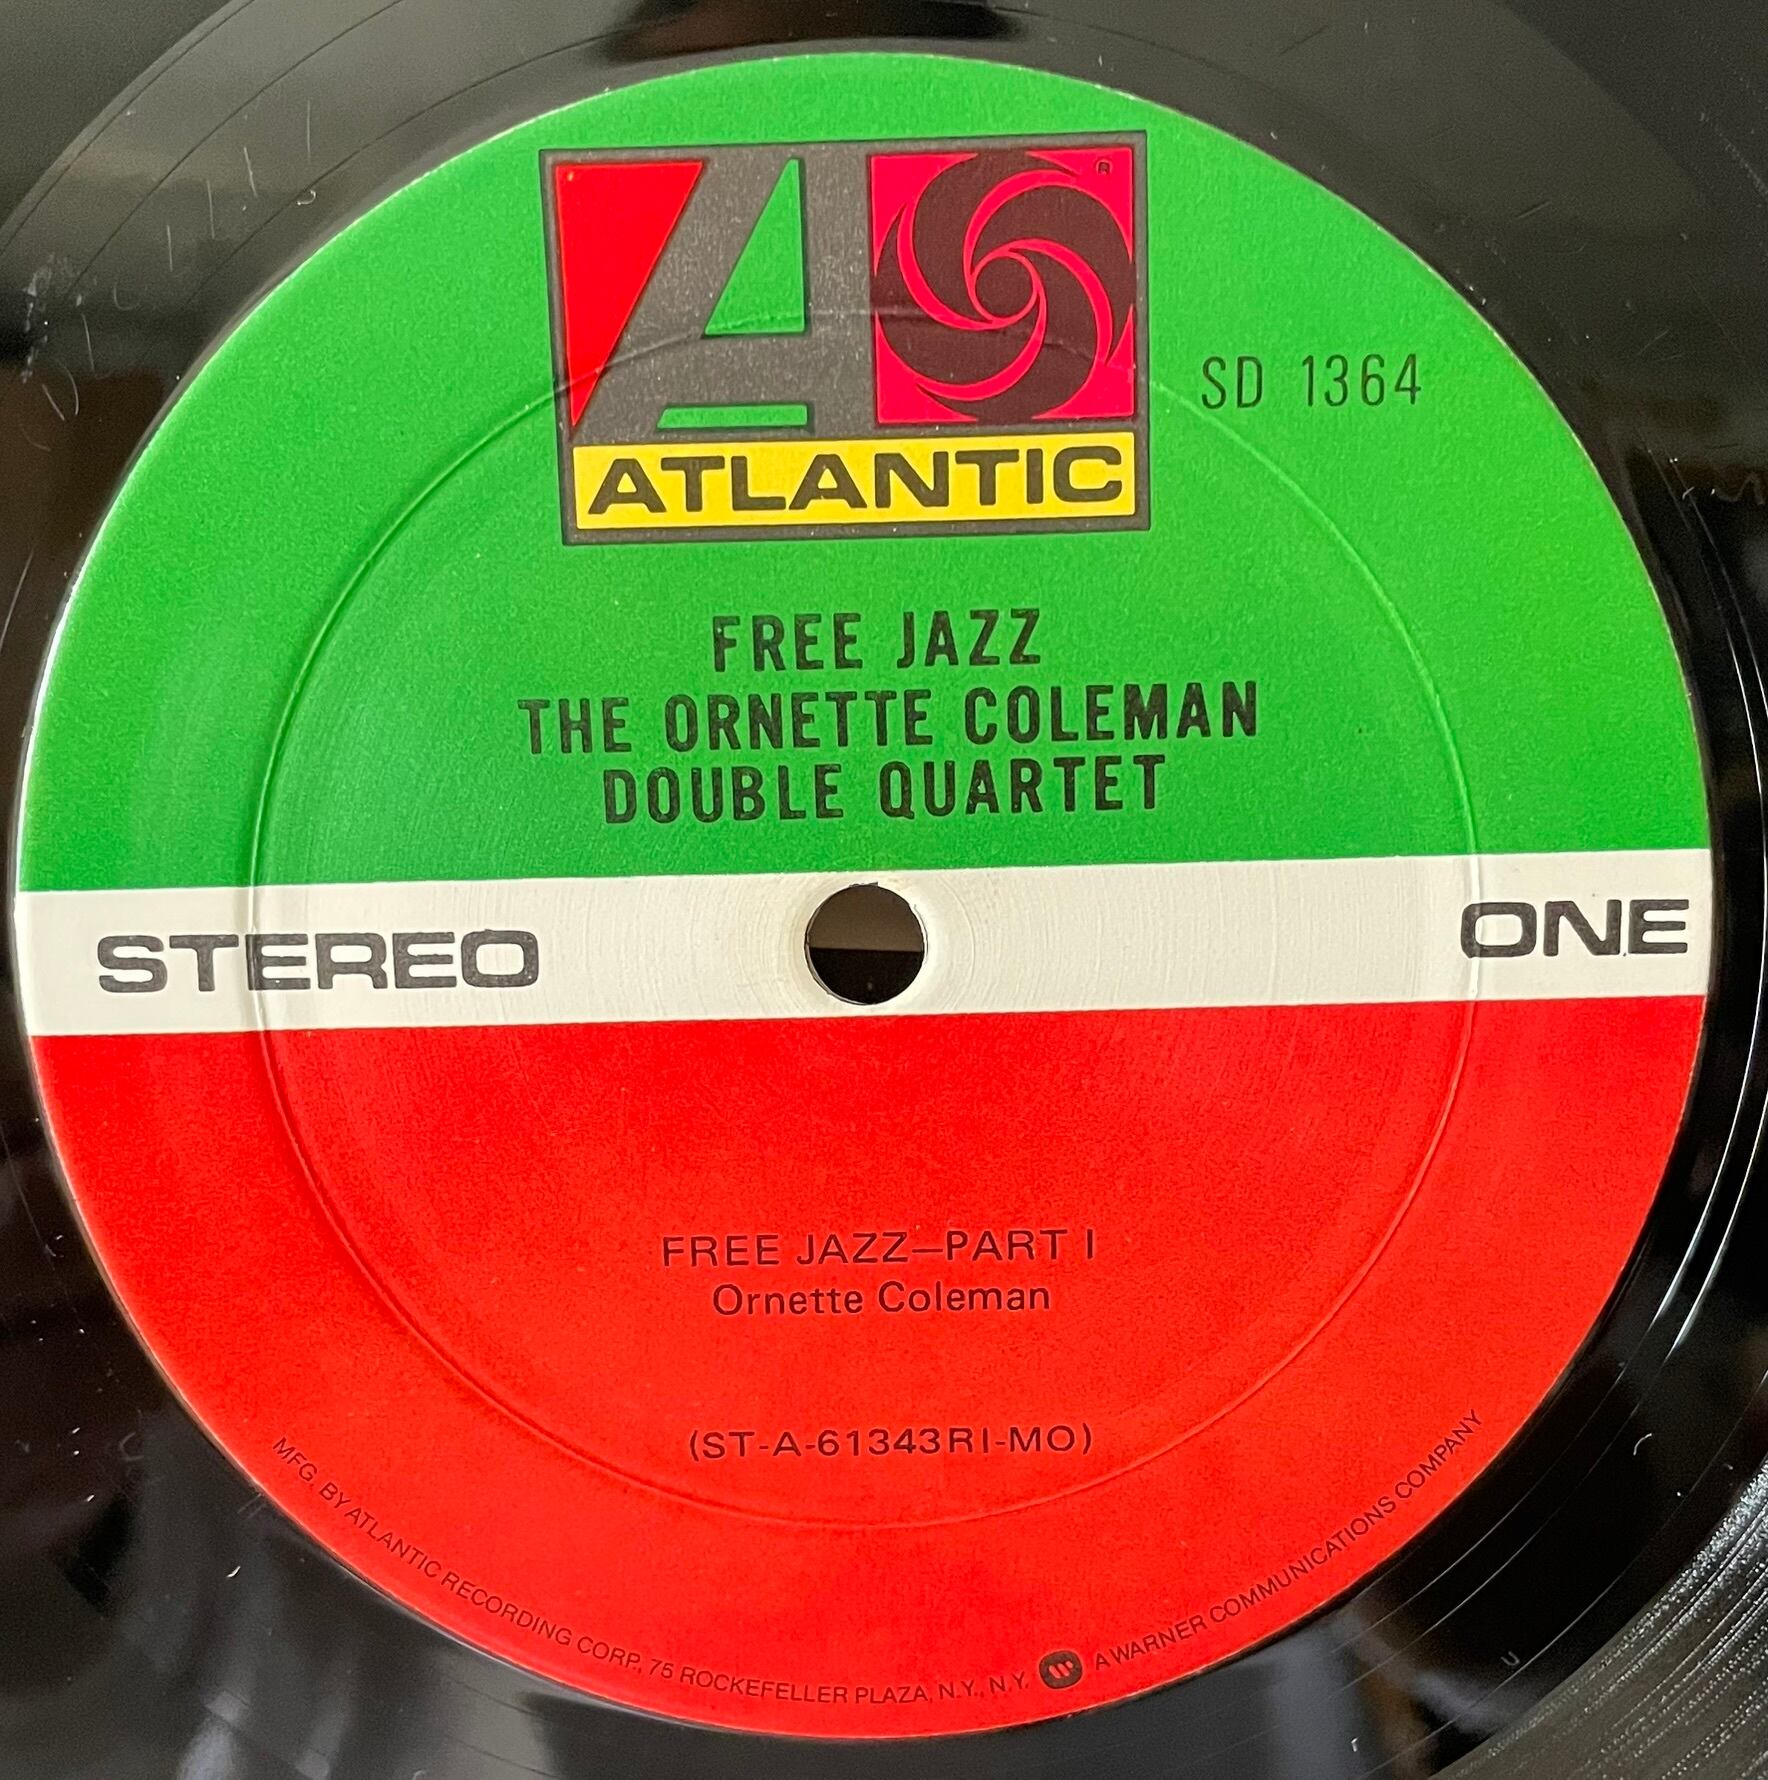 ATLANTIC
SD 1364
FREE JAZZ
THE ORNETTE COLEMAN
DOUBLE QUARTET
STEREO
ONE
FREE JAZZ—PART I
Ornette Coleman
(ST-A-61343RI-MO)
MFG. BY ATLANTIC RECORDING CORP., 75 ROCKEFELLER PLAZA, N.Y., N.Y. A WARNER COMMUNICATIONS COMPANY